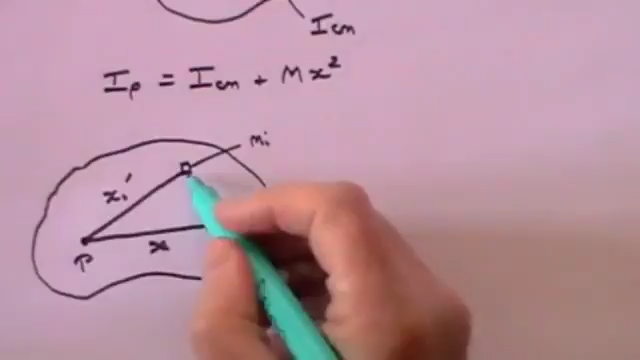 Icm
Ip = Icm + Mx²
mi
xi'
x
P